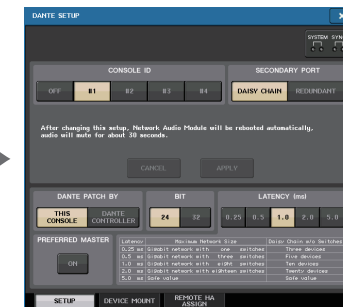 DANTE SETUP
SYSTEM SYN
CONSOLE ID
SECONDARY PORT
OFF #1 #2 #3 #4 DAISY CHAIN REDUNDANT
After changing this setup, Network Audio Module will be rebooted automatically,
audio will mute for about 30 seconds.
CANCEL APPLY
DANTE PATCH BY BIT LATENCY (ms)
THIS CONSOLE DANTE CONTROLLER 24 32 0.25 0.5 1.0 2.0 5.0
PREFERRED MASTER
ON
Latency Maximum Network Size Daisy Chain w/o Switches
0.25 ms Gigabit network with one switches Three devices
0.5 ms Gigabit network with three switches Five devices
1.0 ms Gigabit network with eight switches Ten devices
2.0 ms Gigabit network with eighteen switches Twenty devices
5.0 ms Safe value Safe value
SETUP DEVICE MOUNT REMOTE HA ASSIGN